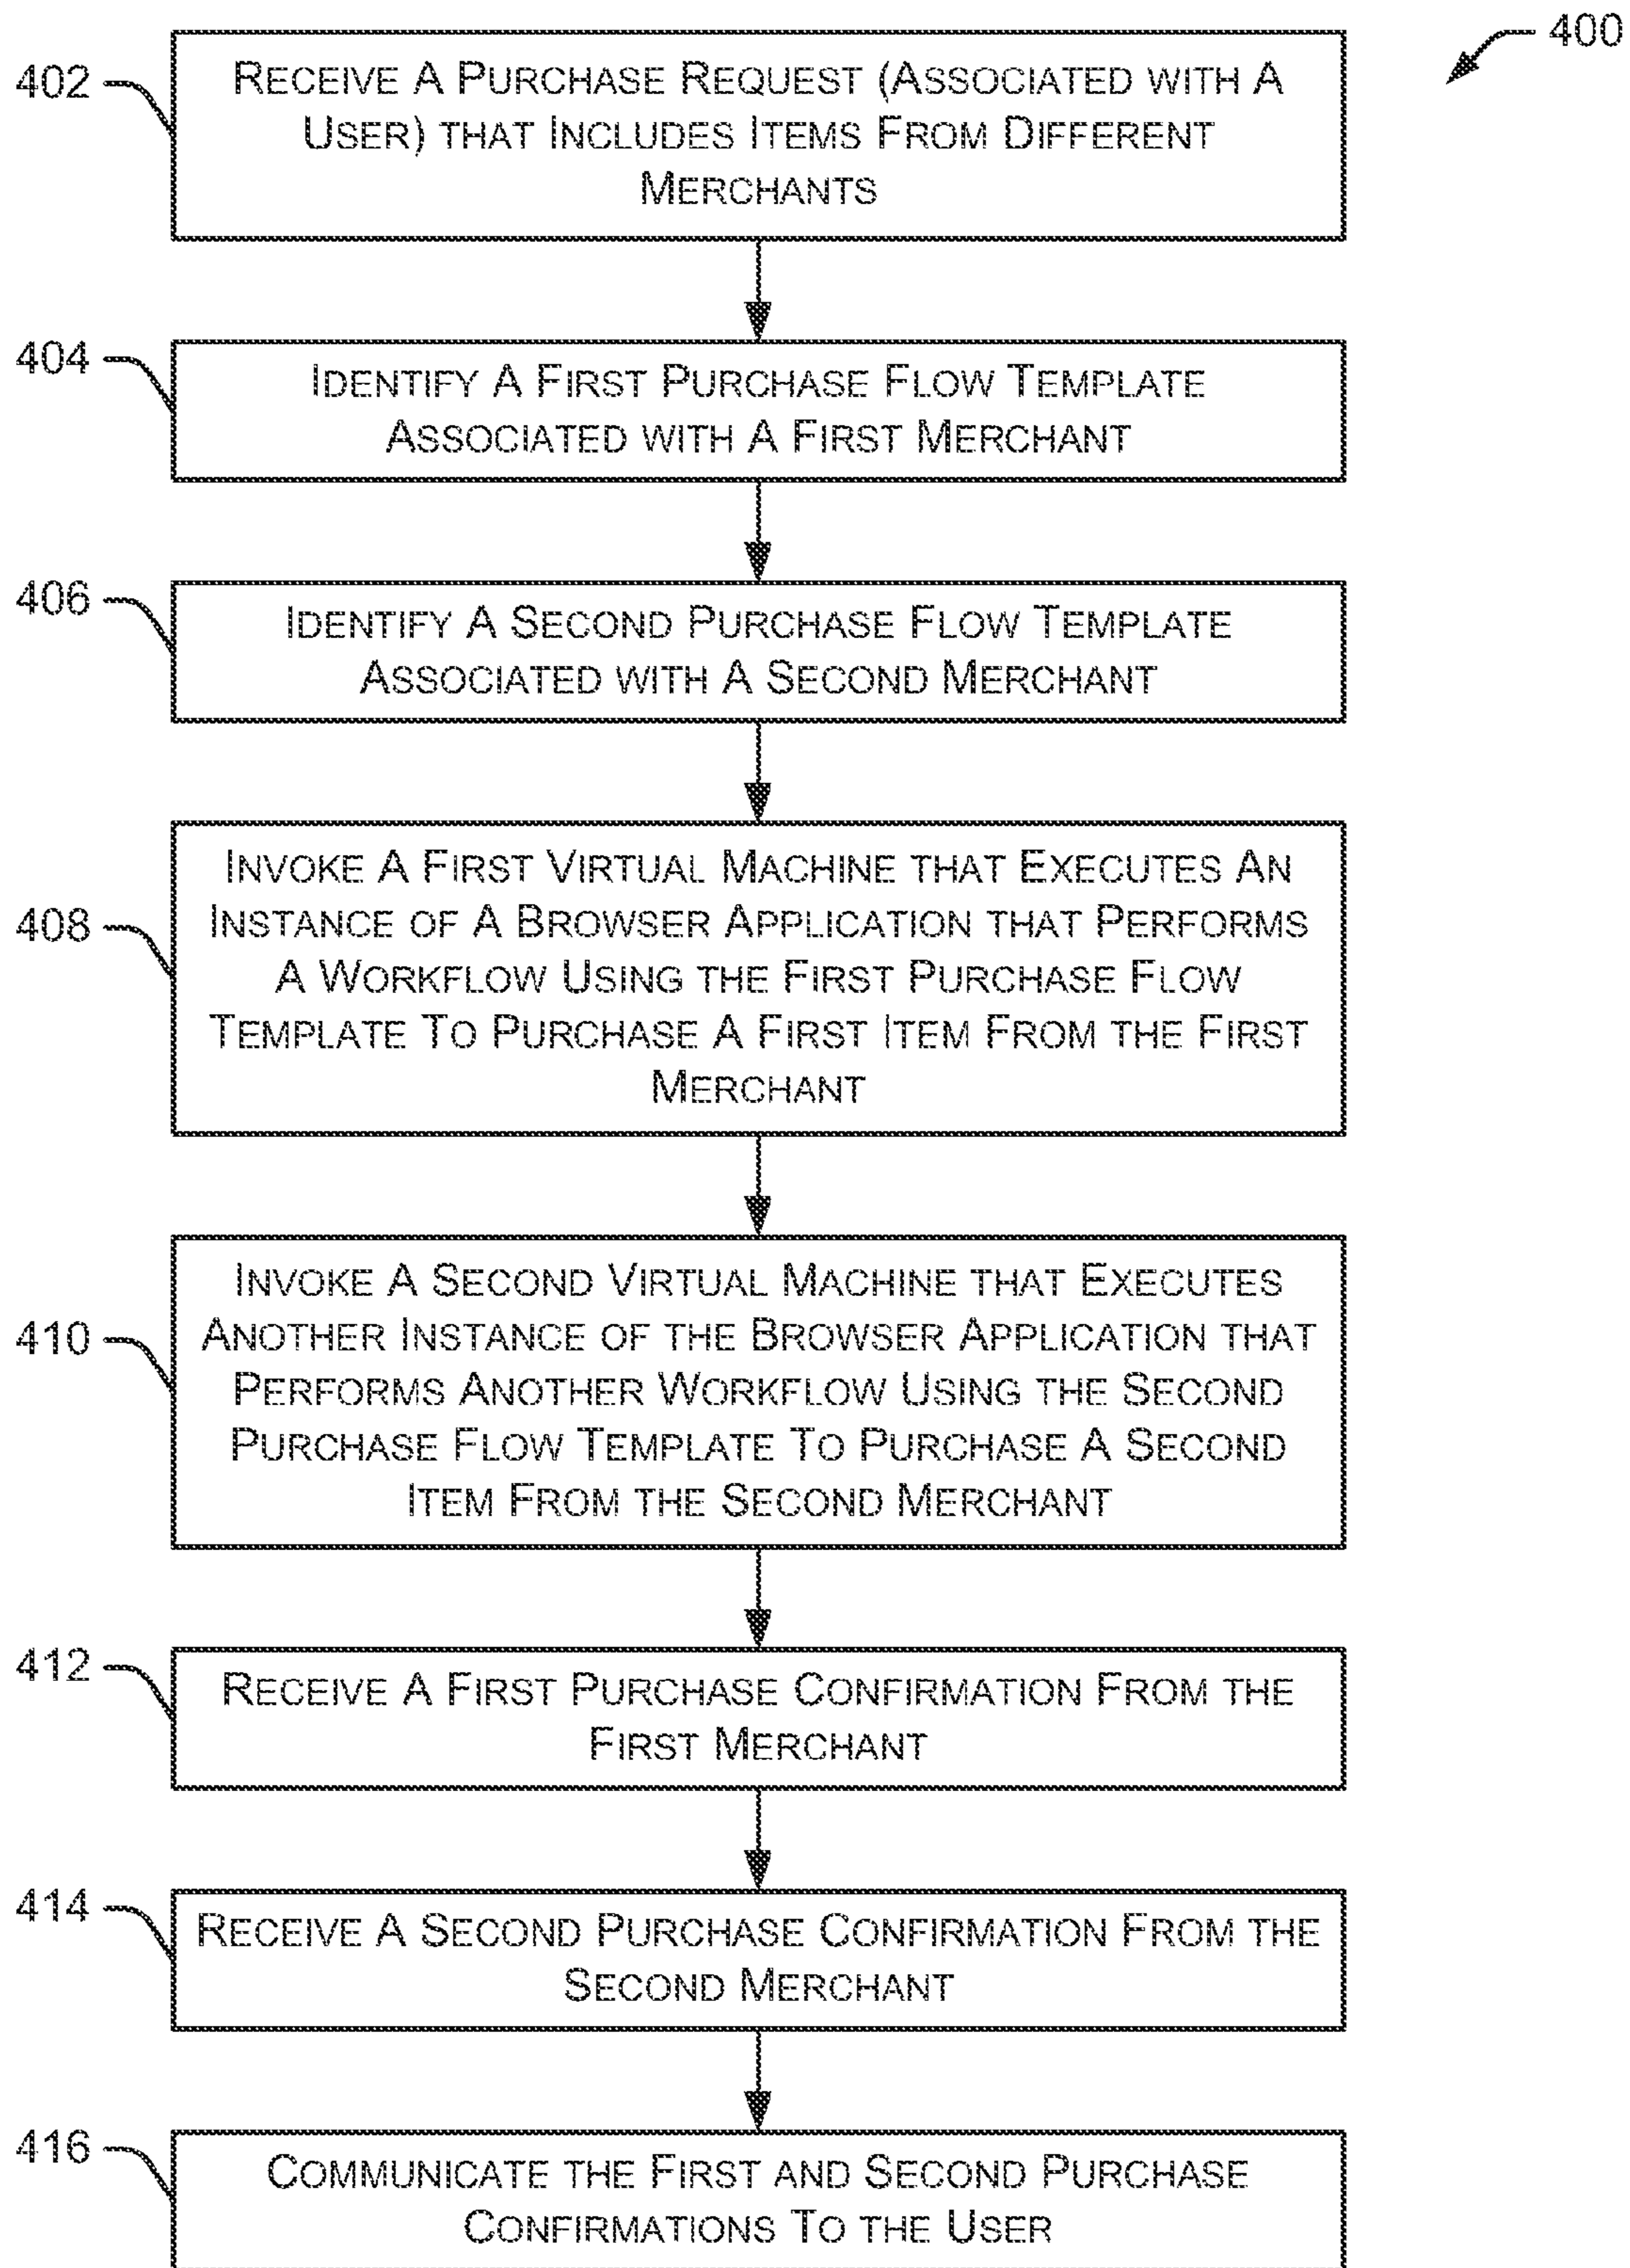 400
402
RECEIVE A PURCHASE REQUEST (ASSOCIATED WITH A
USER) THAT INCLUDES ITEMS FROM DIFFERENT
MERCHANTS
404
IDENTIFY A FIRST PURCHASE FLOW TEMPLATE
ASSOCIATED WITH A FIRST MERCHANT
406
IDENTIFY A SECOND PURCHASE FLOW TEMPLATE
ASSOCIATED WITH A SECOND MERCHANT
408
INVOKE A FIRST VIRTUAL MACHINE THAT EXECUTES AN
INSTANCE OF A BROWSER APPLICATION THAT PERFORMS
A WORKFLOW USING THE FIRST PURCHASE FLOW
TEMPLATE TO PURCHASE A FIRST ITEM FROM THE FIRST
MERCHANT
410
INVOKE A SECOND VIRTUAL MACHINE THAT EXECUTES
ANOTHER INSTANCE OF THE BROWSER APPLICATION THAT
PERFORMS ANOTHER WORKFLOW USING THE SECOND
PURCHASE FLOW TEMPLATE TO PURCHASE A SECOND
ITEM FROM THE SECOND MERCHANT
412
RECEIVE A FIRST PURCHASE CONFIRMATION FROM THE
FIRST MERCHANT
414
RECEIVE A SECOND PURCHASE CONFIRMATION FROM THE
SECOND MERCHANT
416
COMMUNICATE THE FIRST AND SECOND PURCHASE
CONFIRMATIONS TO THE USER